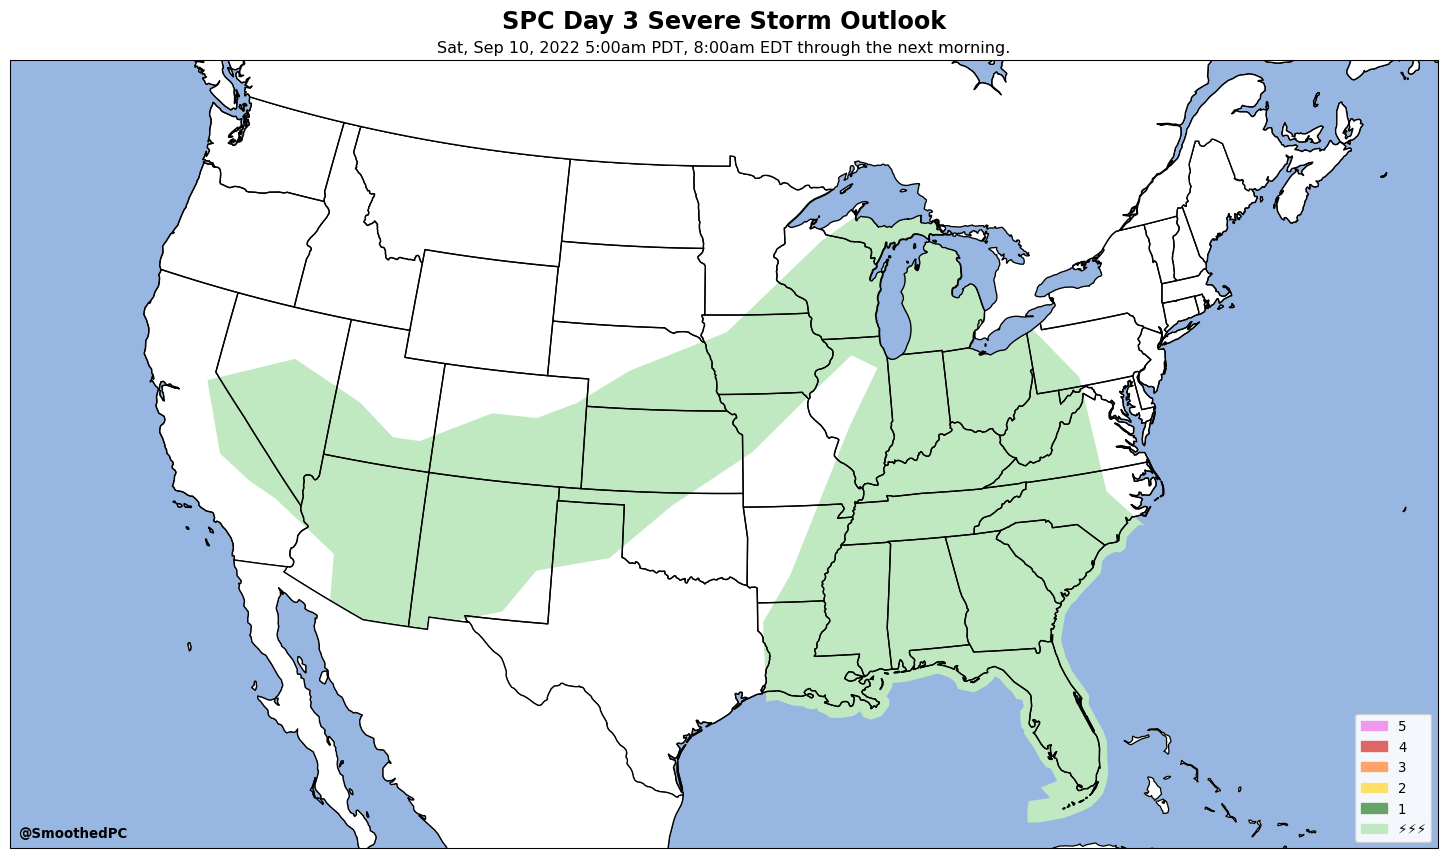 SPC Day 3 Severe Storm Outlook
Sat, Sep 10, 2022 5:00am PDT, 8:00am EDT through the next morning.
5
4
3
2
1
⚡⚡⚡
@SmoothedPC